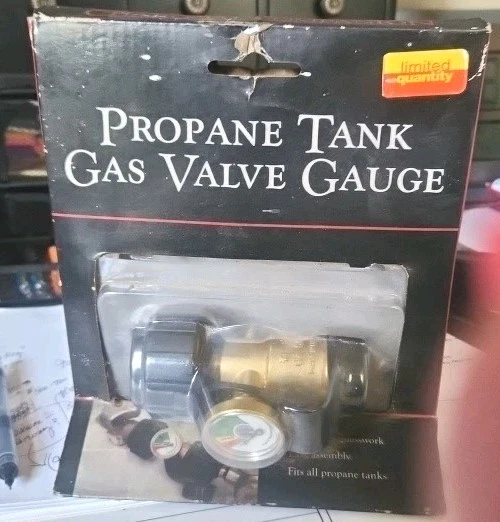 limited
quantity
PROPANE TANK
GAS VALVE GAUGE
assembly
Fits all propane tanks